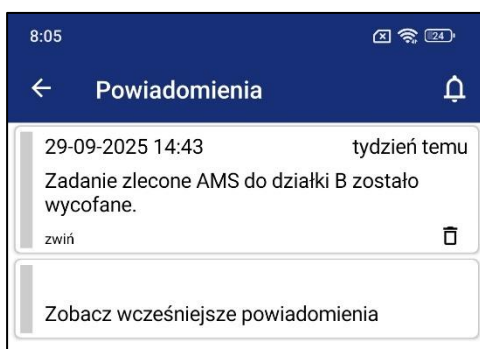 8:05
24
Powiadomienia
29-09-2025 14:43 tydzień temu
Zadanie zlecone AMS do działki B zostało
wycofane.
zwiń
Zobacz wcześniejsze powiadomienia